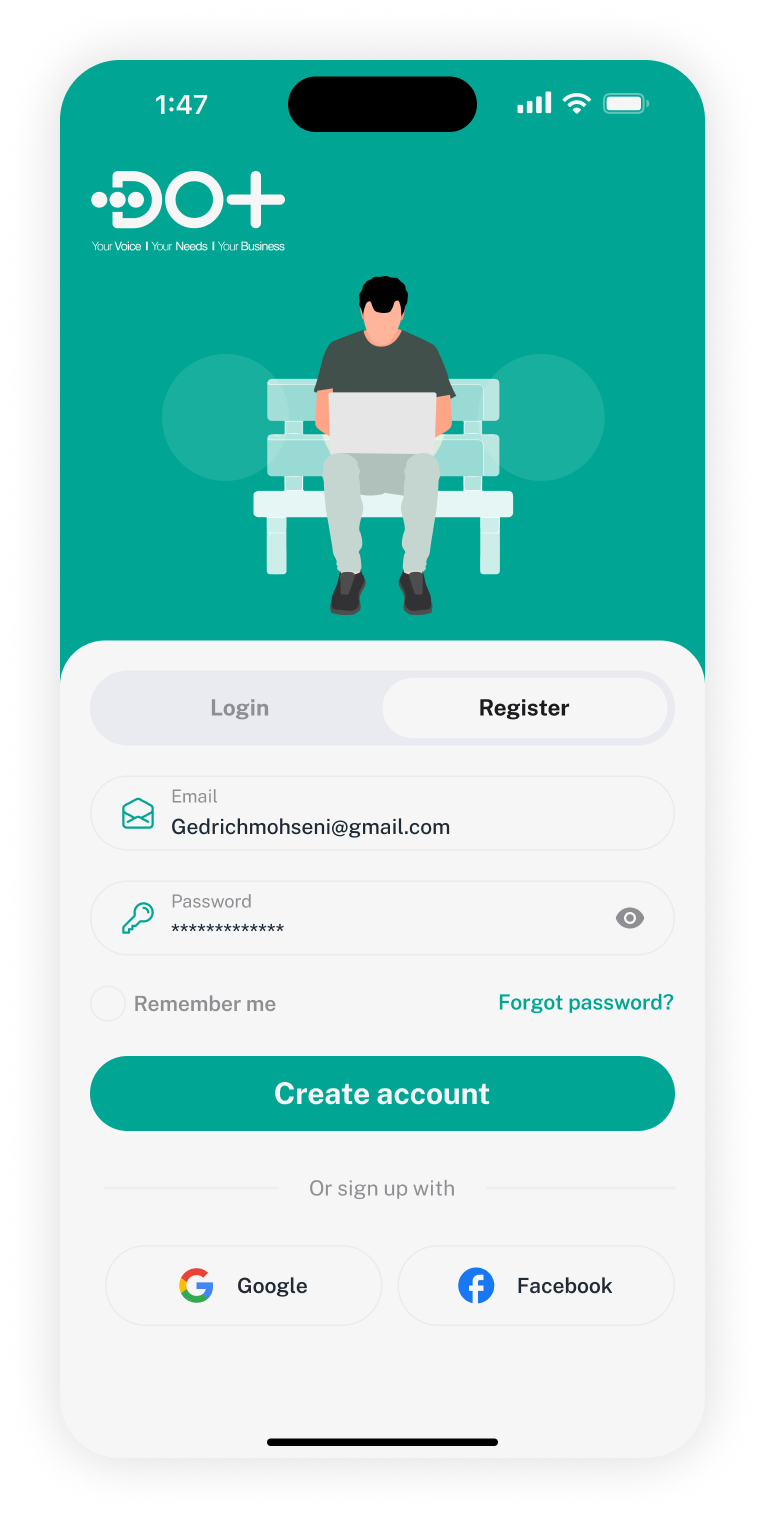 1:47
DO+
Your Voice I Your Needs I Your Business
Login Register
Email
Gedrichmohseni@gmail.com
Password
*************
Remember me Forgot password?
Create account
Or sign up with
Google Facebook